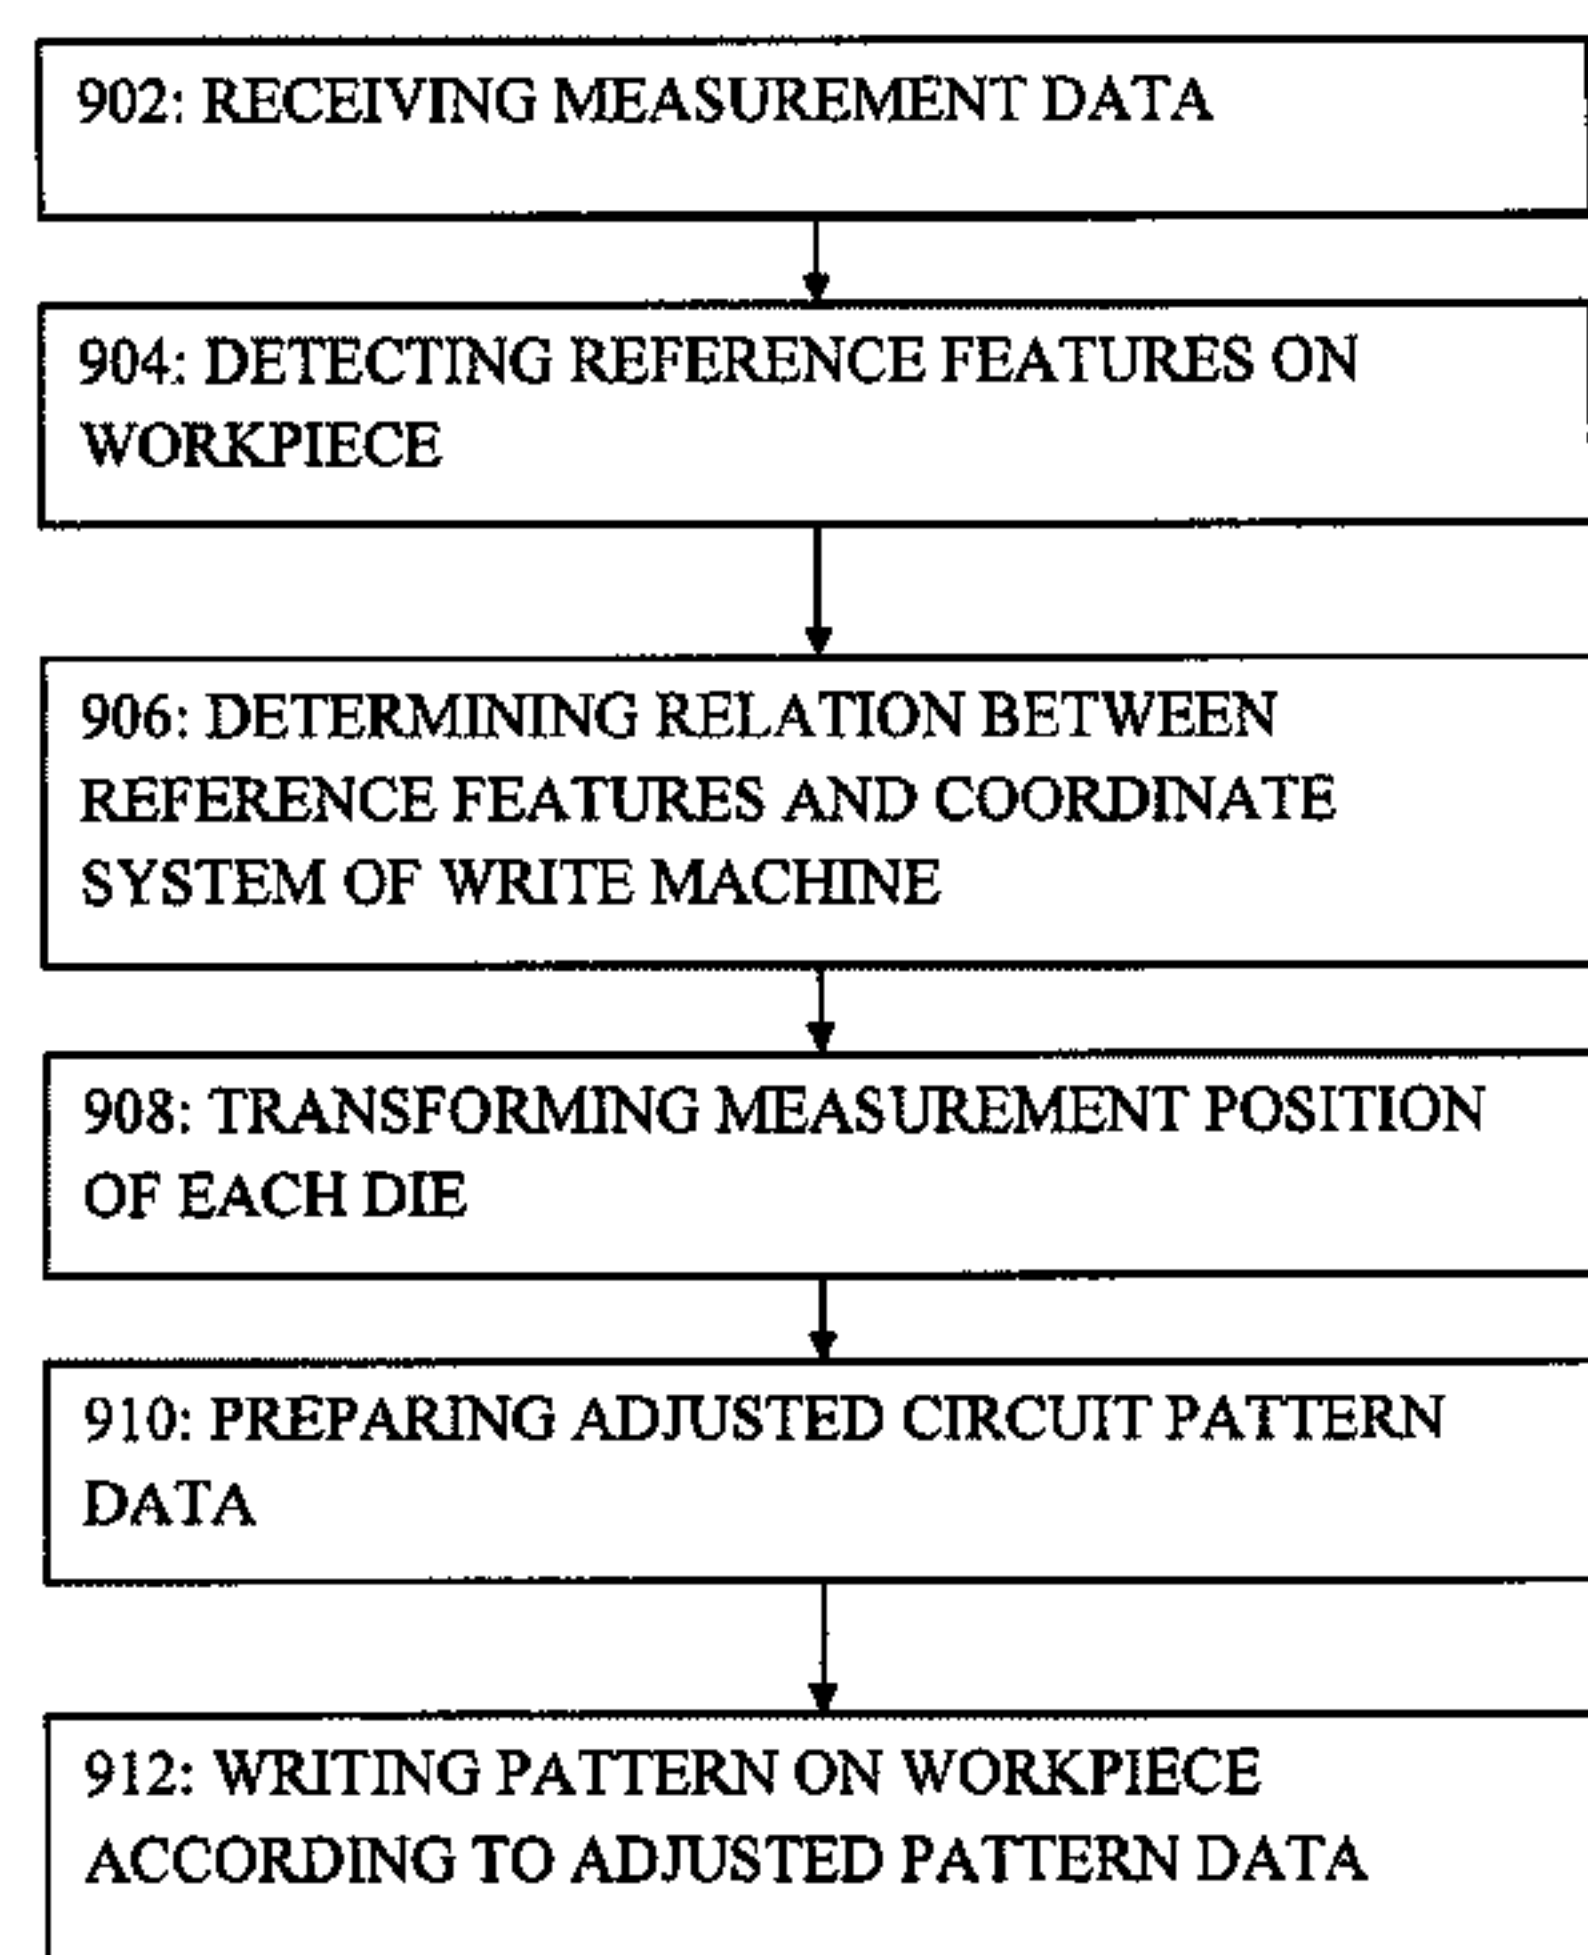 902: RECEIVING MEASUREMENT DATA
904: DETECTING REFERENCE FEATURES ON
WORKPIECE
906: DETERMINING RELATION BETWEEN
REFERENCE FEATURES AND COORDINATE
SYSTEM OF WRITE MACHINE
908: TRANSFORMING MEASUREMENT POSITION
OF EACH DIE
910: PREPARING ADJUSTED CIRCUIT PATTERN
DATA
912: WRITING PATTERN ON WORKPIECE
ACCORDING TO ADJUSTED PATTERN DATA